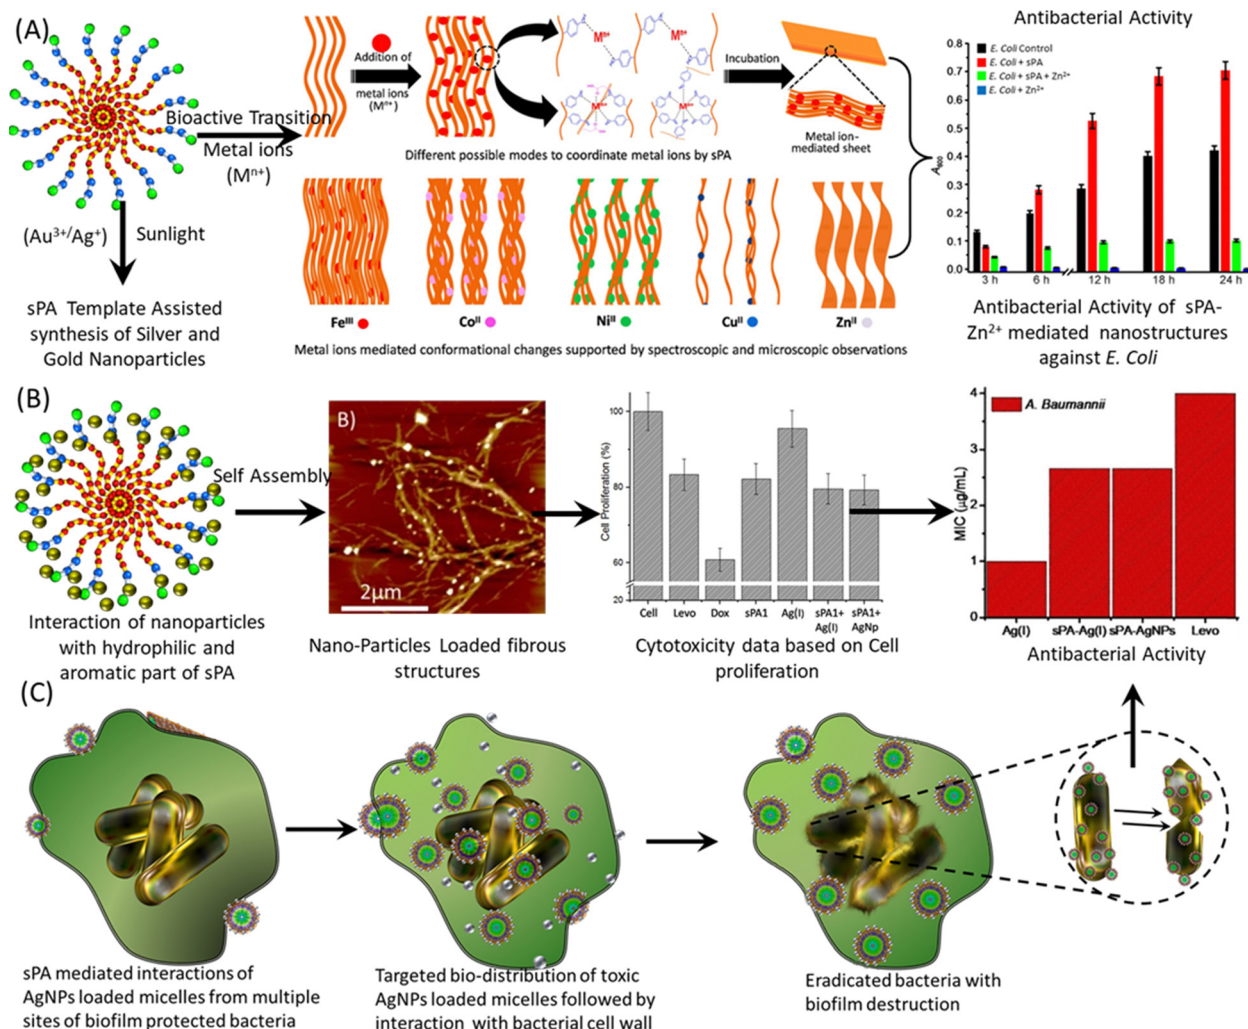 (A)
Bioactive Transition
Metal ions
(Mⁿ⁺)
(Au³⁺/Ag⁺)
Sunlight
sPA Template Assisted
synthesis of Silver and
Gold Nanoparticles
Addition of
metal ions
(Mⁿ⁺)
Mⁿ⁺
Mⁿ⁺
Mⁿ⁺
Mⁿ⁺
Different possible modes to coordinate metal ions by sPA
Incubation
Metal ion-
mediated sheet
Feᴵᴵᴵ
Coᴵᴵ
Niᴵᴵ
Cuᴵᴵ
Znᴵᴵ
Metal ions mediated conformational changes supported by spectroscopic and microscopic observations
Antibacterial Activity
E. Coli Control
E. Coli + sPA
E. Coli + sPA + Zn²⁺
E. Coli + Zn²⁺
A₆₀₀
0.8
0.7
0.6
0.5
0.4
0.3
0.2
0.1
0.0
3 h
6 h
12 h
18 h
24 h
Antibacterial Activity of sPA-
Zn²⁺ mediated nanostructures
against E. Coli
(B)
Self Assembly
Interaction of nanoparticles
with hydrophilic and
aromatic part of sPA
B)
2μm
Nano-Particles Loaded fibrous
structures
Cell Proliferation (%)
100
80
60
20
Cell
Levo
Dox
sPA1
Ag(I)
sPA1+
Ag(I)
sPA1+
AgNp
Cytotoxicity data based on Cell
proliferation
A. Baumannii
MIC (μg/mL)
4
2
1
0
Ag(I)
sPA-Ag(I)
sPA-AgNPs
Levo
Antibacterial Activity
(C)
sPA mediated interactions of
AgNPs loaded micelles from multiple
sites of biofilm protected bacteria
Targeted bio-distribution of toxic
AgNPs loaded micelles followed by
interaction with bacterial cell wall
Eradicated bacteria with
biofilm destruction